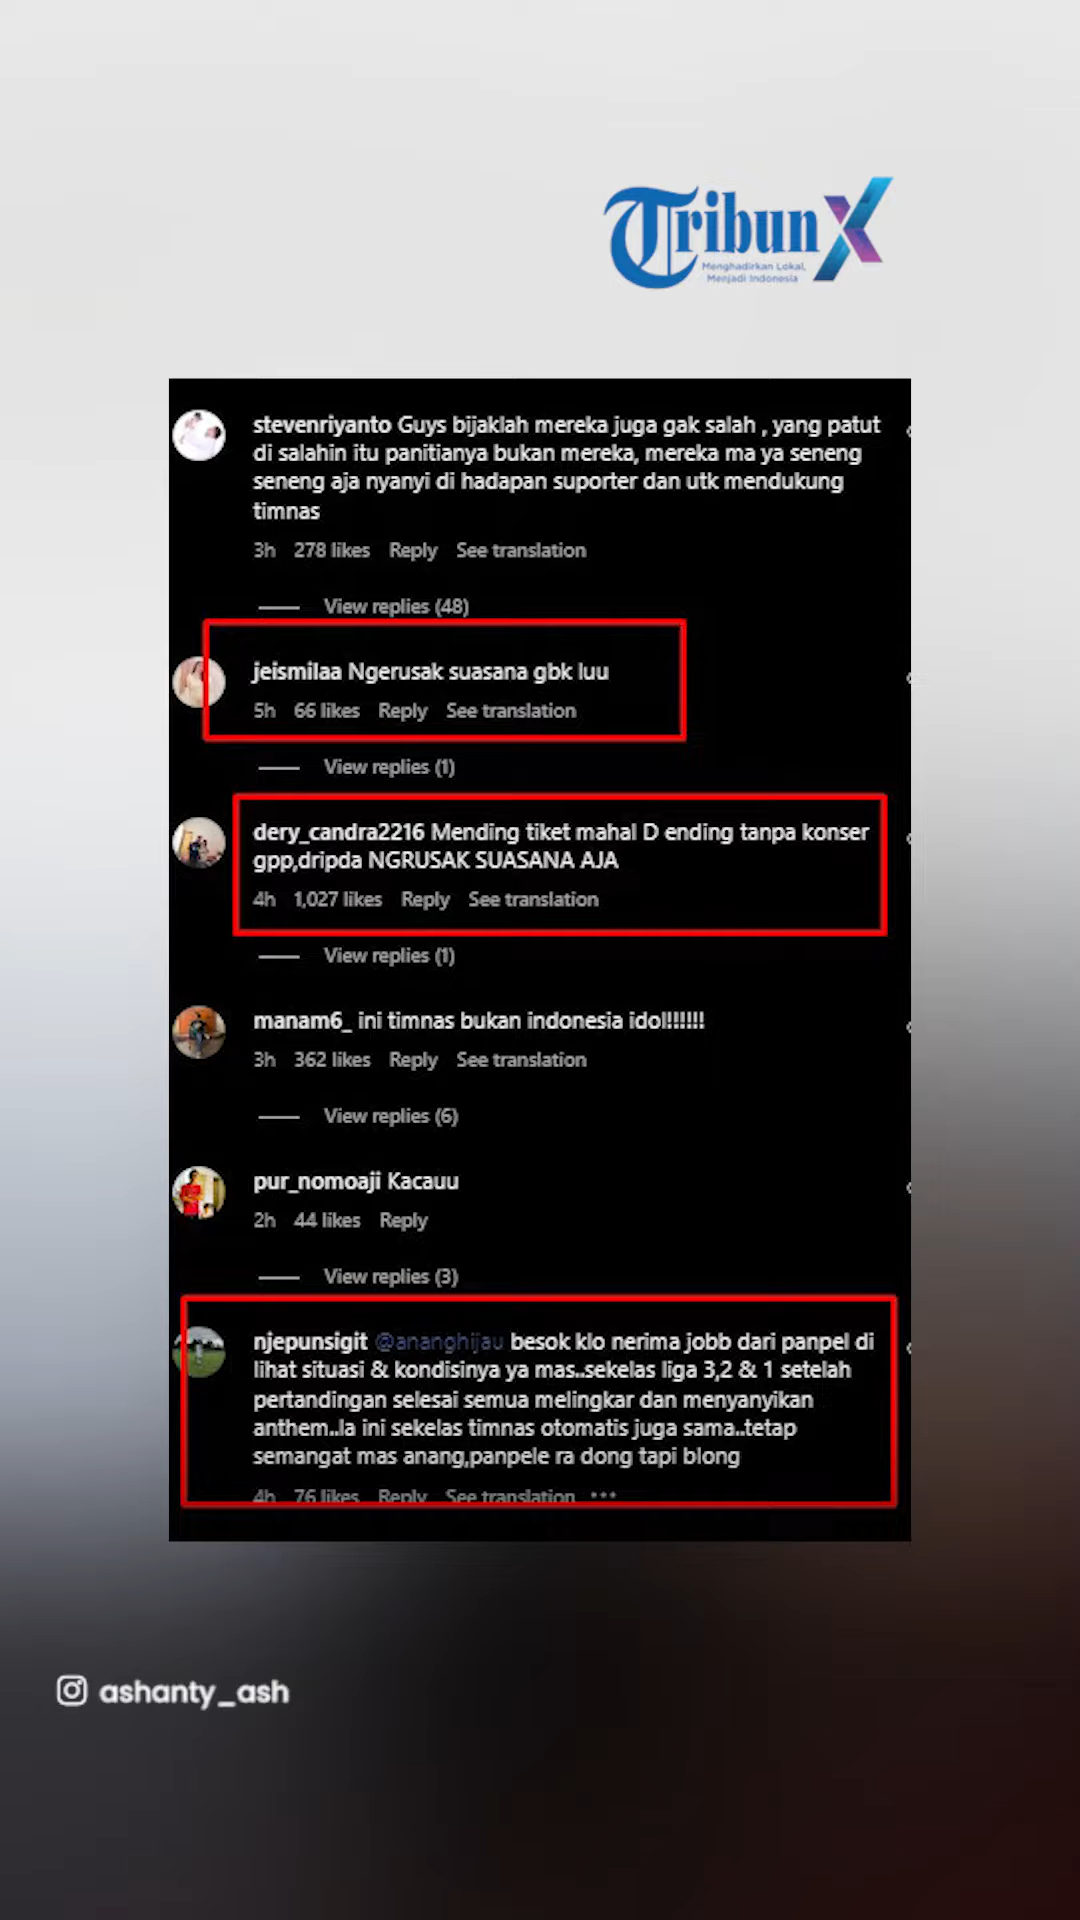 Tribun X
Menghadirkan Lokal,
Menjadi Indonesia
stevenriyanto Guys bijaklah mereka juga gak salah , yang patut
di salahin itu panitianya bukan mereka, mereka ma ya seneng
seneng aja nyanyi di hadapan suporter dan utk mendukung
timnas
3h 278 likes Reply See translation
View replies (48)
jeismilaa Ngerusak suasana gbk luu
5h 66 likes Reply See translation
View replies (1)
dery_candra2216 Mending tiket mahal D ending tanpa konser
gpp,dripda NGRUSAK SUASANA AJA
4h 1,027 likes Reply See translation
View replies (1)
manam6_ ini timnas bukan indonesia idol!!!!!!
3h 362 likes Reply See translation
View replies (6)
pur_nomoaji Kacauu
2h 44 likes Reply
View replies (3)
njepunsigit @ananghijau besok klo nerima jobb dari panpel di
lihat situasi & kondisinya ya mas..sekelas liga 3,2 & 1 setelah
pertandingan selesai semua melingkar dan menyanyikan
anthem..la ini sekelas timnas otomatis juga sama..tetap
semangat mas anang,panpele ra dong tapi blong
4h 76 likes Reply See translation •••
ashanty_ash